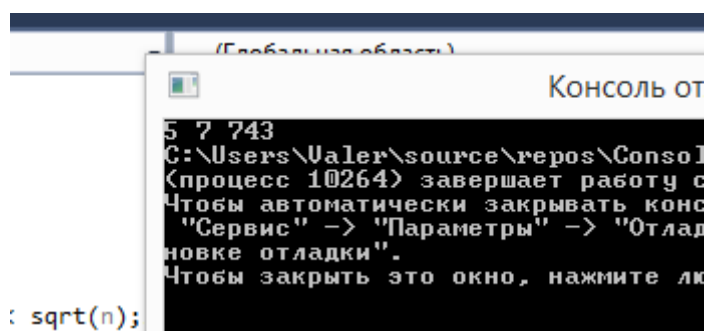 (Глобальная область)
Консоль от
5 7 743
C:\Users\Valer\source\repos\Consol
(процесс 10264) завершает работу с
Чтобы автоматически закрывать конс
"Сервис" -> "Параметры" -> "Отлад
новке отладки".
Чтобы закрыть это окно, нажмите лю
< sqrt(n);